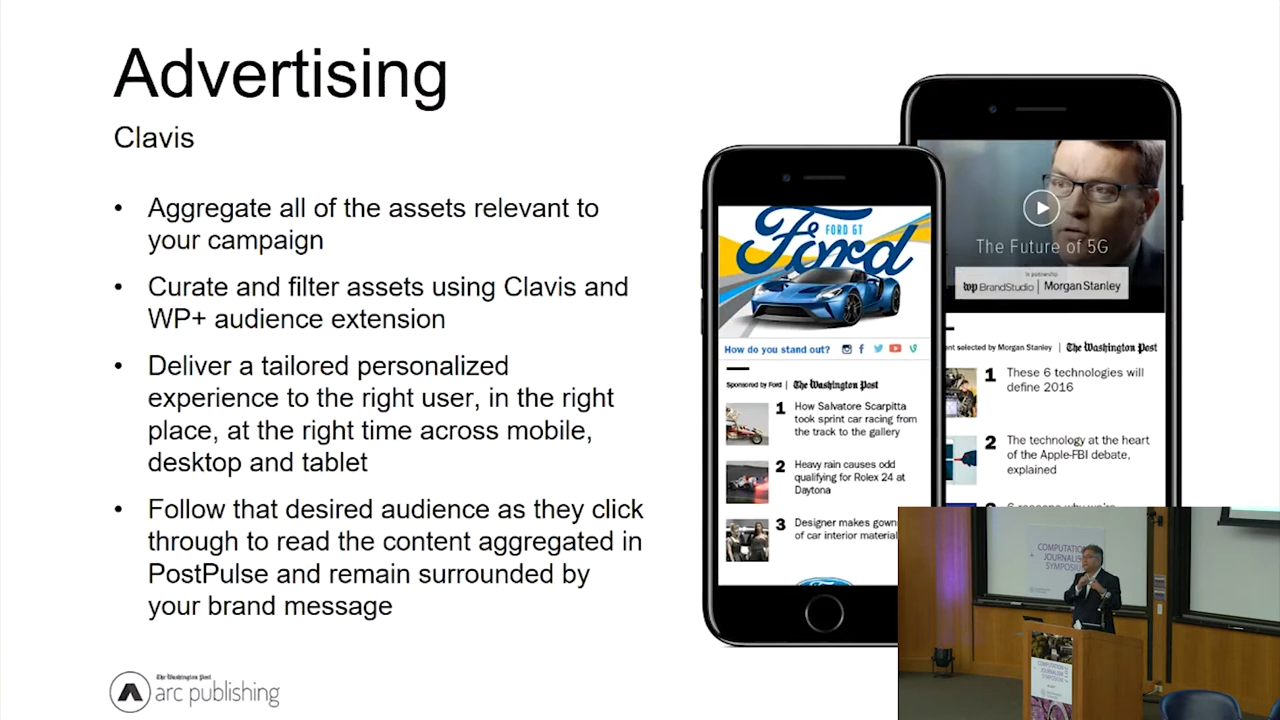 Advertising
Clavis
• Aggregate all of the assets relevant to
your campaign
• Curate and filter assets using Clavis and
WP+ audience extension
• Deliver a tailored personalized
experience to the right user, in the right
place, at the right time across mobile,
desktop and tablet
• Follow that desired audience as they click
through to read the content aggregated in
PostPulse and remain surrounded by
your brand message
The Washington Post
arc publishing
FORD GT
Ford
How do you stand out?
Sponsored by Ford | The Washington Post
1 How Salvatore Scarpitta
took sprint car racing from
the track to the gallery
2 Heavy rain causes odd
qualifying for Rolex 24 at
Daytona
3 Designer makes gown
of car interior material
The Future of 5G
in partnership
wp BrandStudio | Morgan Stanley
nt selected by Morgan Stanley | The Washington Post
1 These 6 technologies will
define 2016
2 The technology at the heart
of the Apple-FBI debate,
explained
COMPUTATION
JOURNALISM
SYMPOSIUM